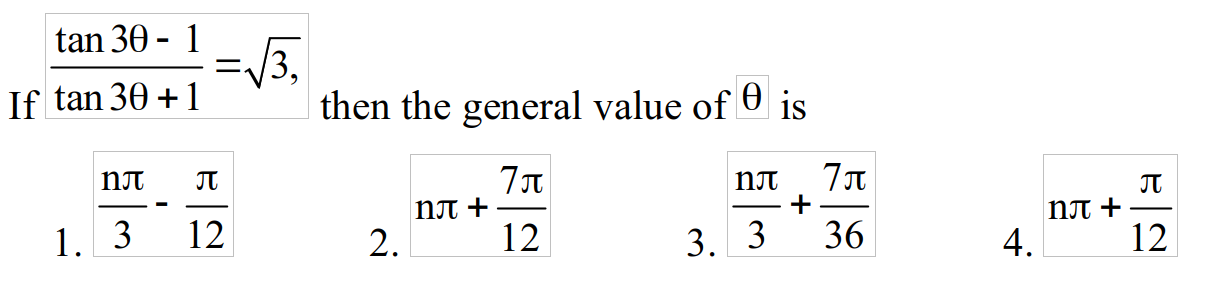 If (tan 3θ - 1)/(tan 3θ + 1) = √3, then the general value of θ is
1. nπ/3 - π/12 2. nπ + 7π/12 3. nπ/3 + 7π/36 4. nπ + π/12